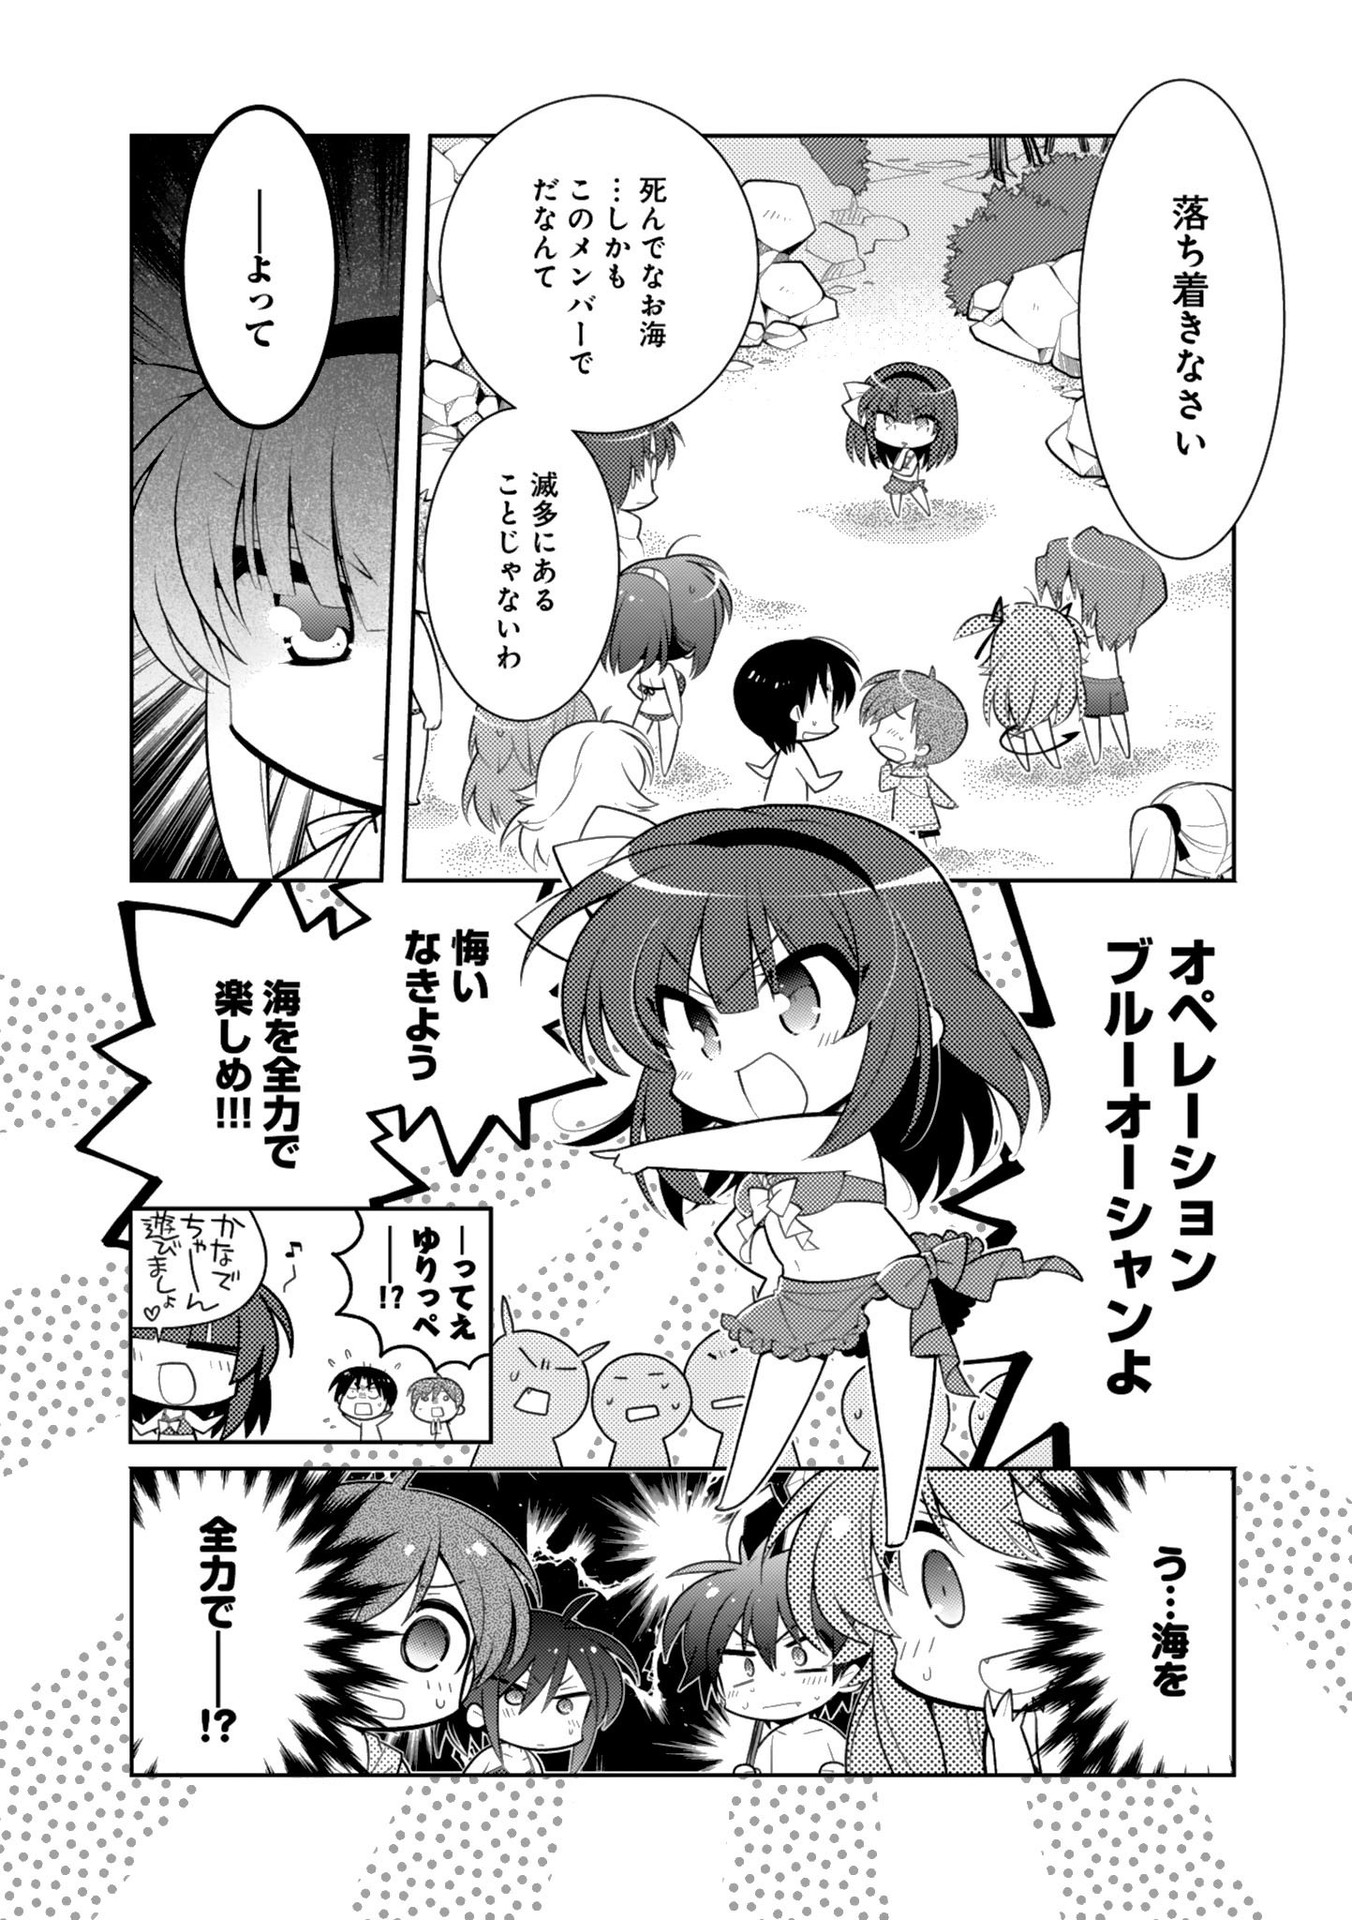 落ち着きなさい
死んでなお海
…しかも
このメンバーで
だなんて
滅多にある
ことじゃないわ
――よって
オペレーション
ブルーオーシャンよ
悔い
なきよう
海を全力で
楽しめ!!!
――ってえ
ゆりっぺ
――!?
♪
かなで
ちゃーん
遊びましょ
♡
う…海を
全力で――!?